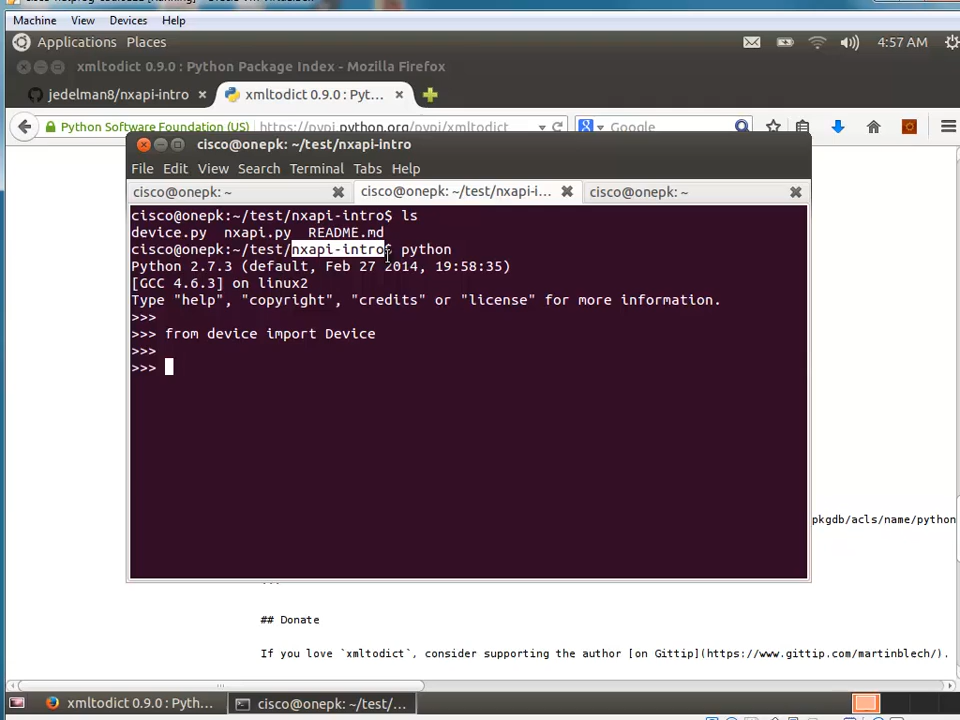 Machine View Devices Help
Applications Places 4:57 AM
xmltodict 0.9.0 : Python Package Index - Mozilla Firefox
jedelman8/nxapi-intro × xmltodict 0.9.0 : Pyt... ×
Python Software Foundation (US) https://pypi.python.org/pypi/xmltodict Google
cisco@onepk: ~/test/nxapi-intro
File Edit View Search Terminal Tabs Help
cisco@onepk: ~ cisco@onepk: ~/test/nxapi-i... cisco@onepk: ~
cisco@onepk:~/test/nxapi-intro$ ls
device.py nxapi.py README.md
cisco@onepk:~/test/nxapi-intro$ python
Python 2.7.3 (default, Feb 27 2014, 19:58:35)
[GCC 4.6.3] on linux2
Type "help", "copyright", "credits" or "license" for more information.
>>>
>>> from device import Device
>>>
>>>
pkgdb/acls/name/python
## Donate
If you love `xmltodict`, consider supporting the author [on Gittip](https://www.gittip.com/martinblech/).
xmltodict 0.9.0 : Pyth... cisco@onepk: ~/test/...